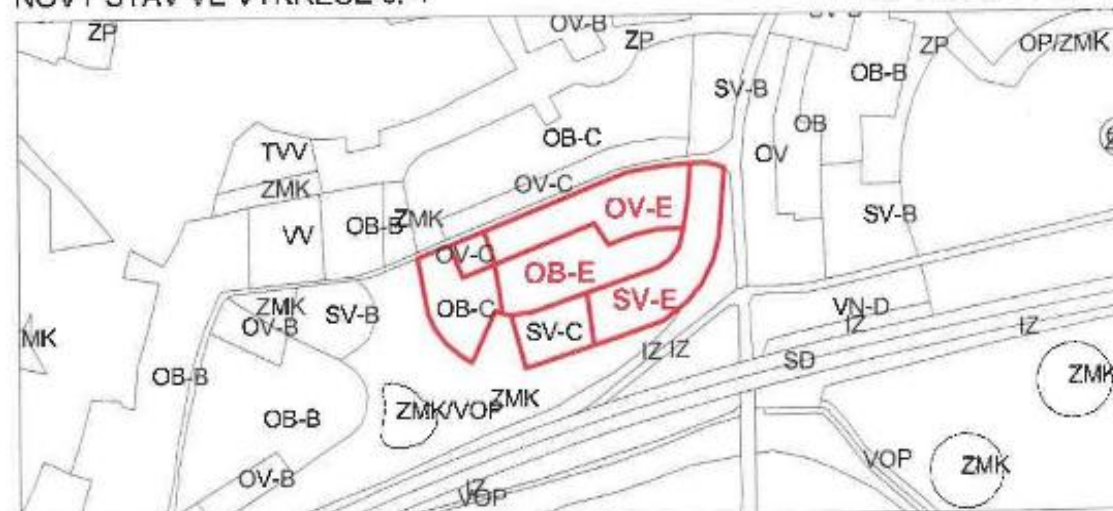 NOVÝ STAV VE VÝKRESE č. 4
ZP
OV-B
ZP
SV-B
ZP
OP/ZMK
OB-B
SV-B
OB
OB-C
TVV
OV
ZMK
OV-C
OV-E
ZMK
SV-B
VV
OB-B
OV-C
OB-E
SV-E
OB-C
ZMK
SV-B
VN-D
OV-B
SV-C
IZ
IZ
MK
IZ
IZ
SD
OB-B
ZMK
ZMK/VOP
ZMK
OB-B
VOP
ZMK
OV-B
IZ
VOP